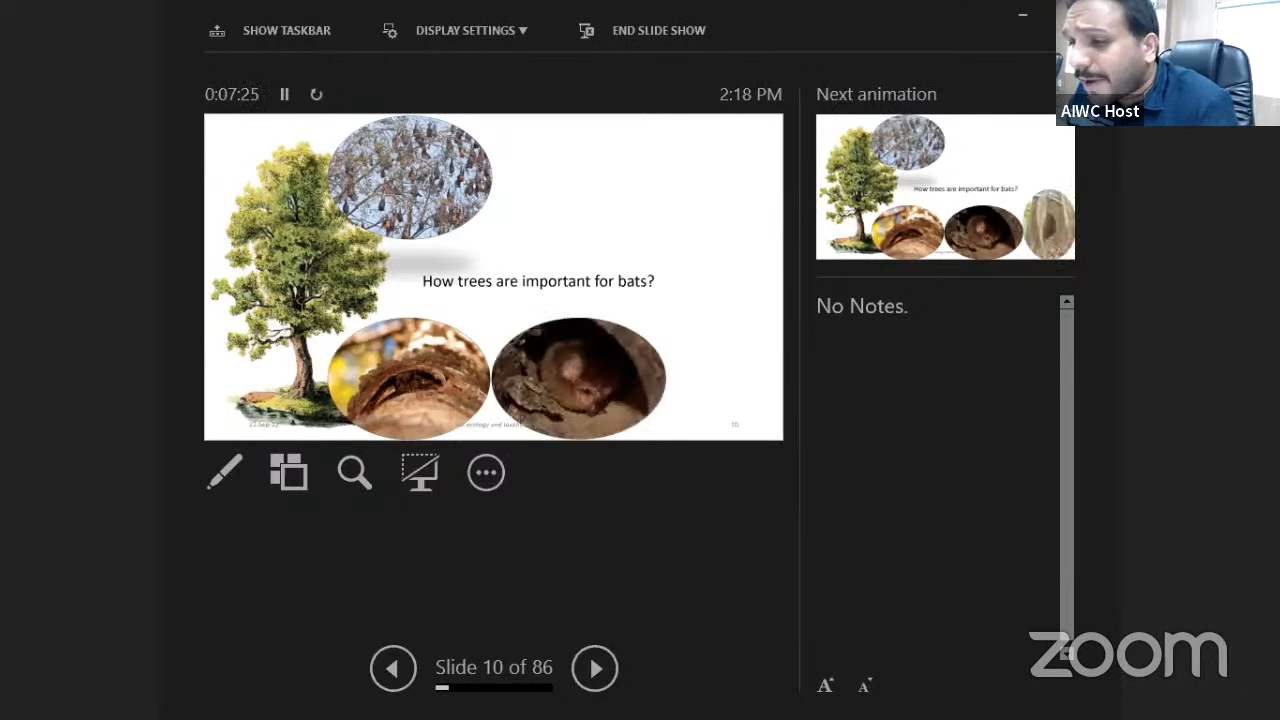 SHOW TASKBAR
DISPLAY SETTINGS ▼
END SLIDE SHOW
0:07:25
2:18 PM
Next animation
AIWC Host
How trees are important for bats?
10
How trees are important for bats?
No Notes.
Slide 10 of 86
zoom